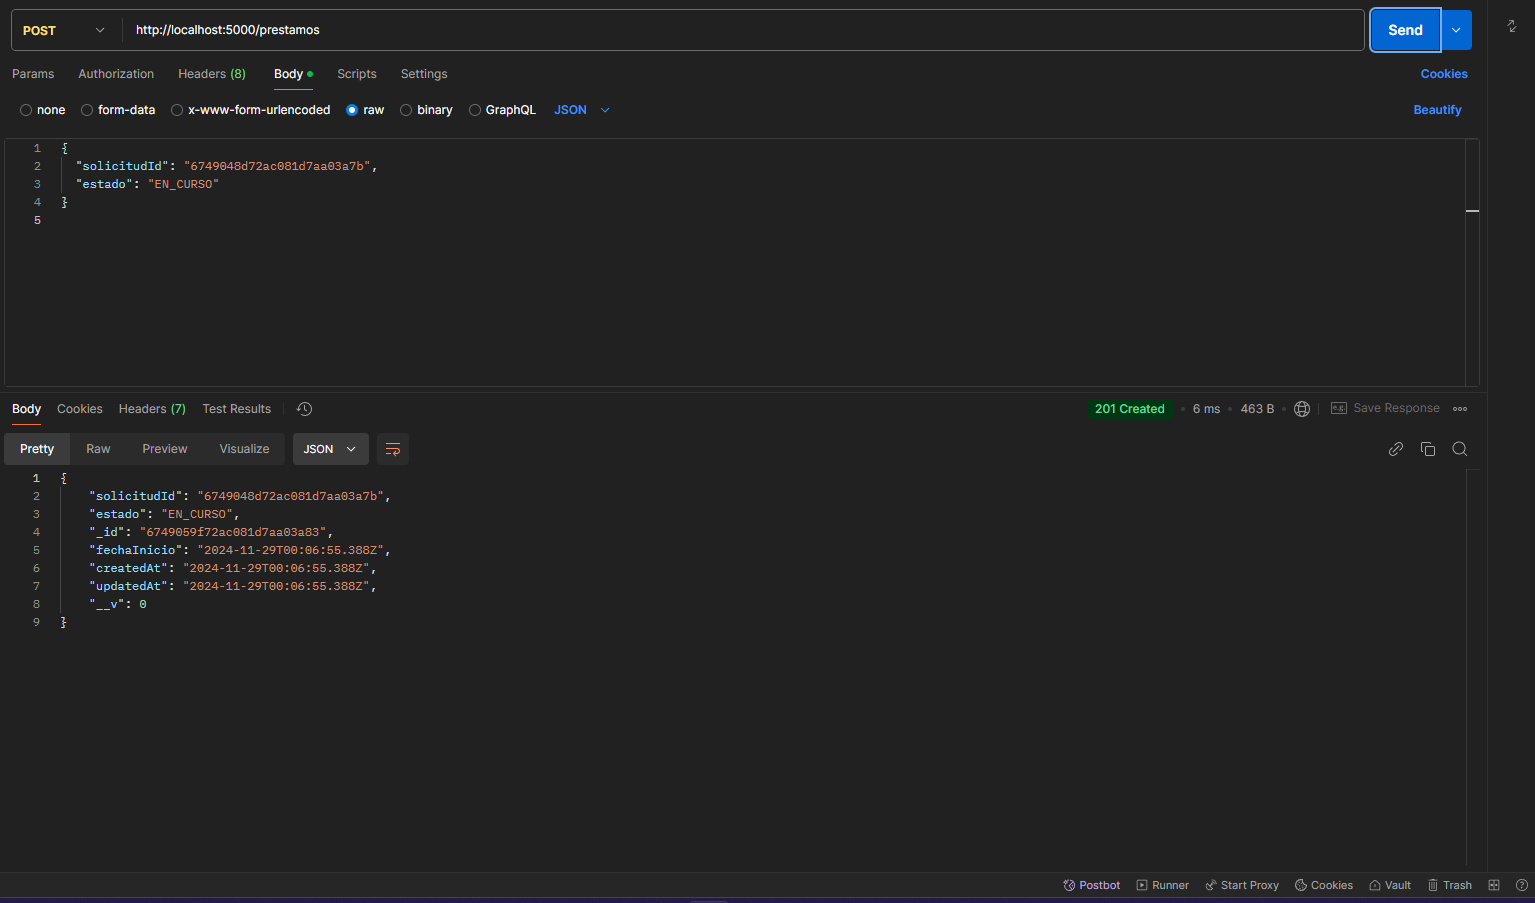 POST http://localhost:5000/prestamos Send
Params Authorization Headers (8) Body Scripts Settings Cookies
none form-data x-www-form-urlencoded raw binary GraphQL JSON Beautify
1 {
2 "solicitudId": "6749048d72ac081d7aa03a7b",
3 "estado": "EN_CURSO"
4 }
5
Body Cookies Headers (7) Test Results 201 Created • 6 ms • 463 B • e.g. Save Response
Pretty Raw Preview Visualize JSON
1 {
2 "solicitudId": "6749048d72ac081d7aa03a7b",
3 "estado": "EN_CURSO",
4 "_id": "6749059f72ac081d7aa03a83",
5 "fechaInicio": "2024-11-29T00:06:55.388Z",
6 "createdAt": "2024-11-29T00:06:55.388Z",
7 "updatedAt": "2024-11-29T00:06:55.388Z",
8 "__v": 0
9 }
Postbot Runner Start Proxy Cookies Vault Trash